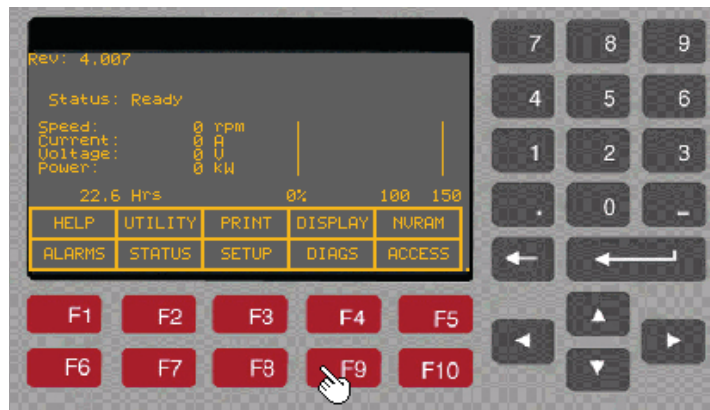 Rev: 4.007
Status: Ready
Speed: 0 rpm
Current: 0 A
Voltage: 0 V
Power: 0 kW
22.6 Hrs 0% 100 150
HELP UTILITY PRINT DISPLAY NVRAM
ALARMS STATUS SETUP DIAGS ACCESS
F1 F2 F3 F4 F5
F6 F7 F8 F9 F10
7 8 9
4 5 6
1 2 3
. 0 -